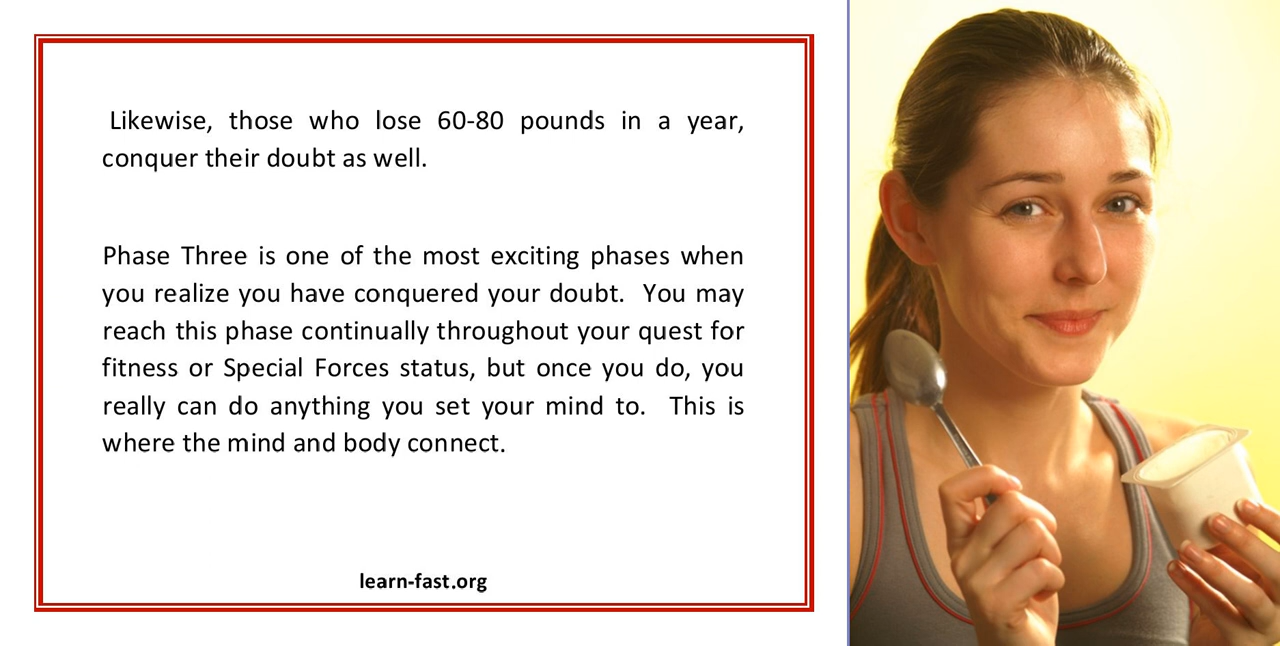 Likewise, those who lose 60-80 pounds in a year,
conquer their doubt as well.
Phase Three is one of the most exciting phases when
you realize you have conquered your doubt.  You may
reach this phase continually throughout your quest for
fitness or Special Forces status, but once you do, you
really can do anything you set your mind to.  This is
where the mind and body connect.
learn-fast.org